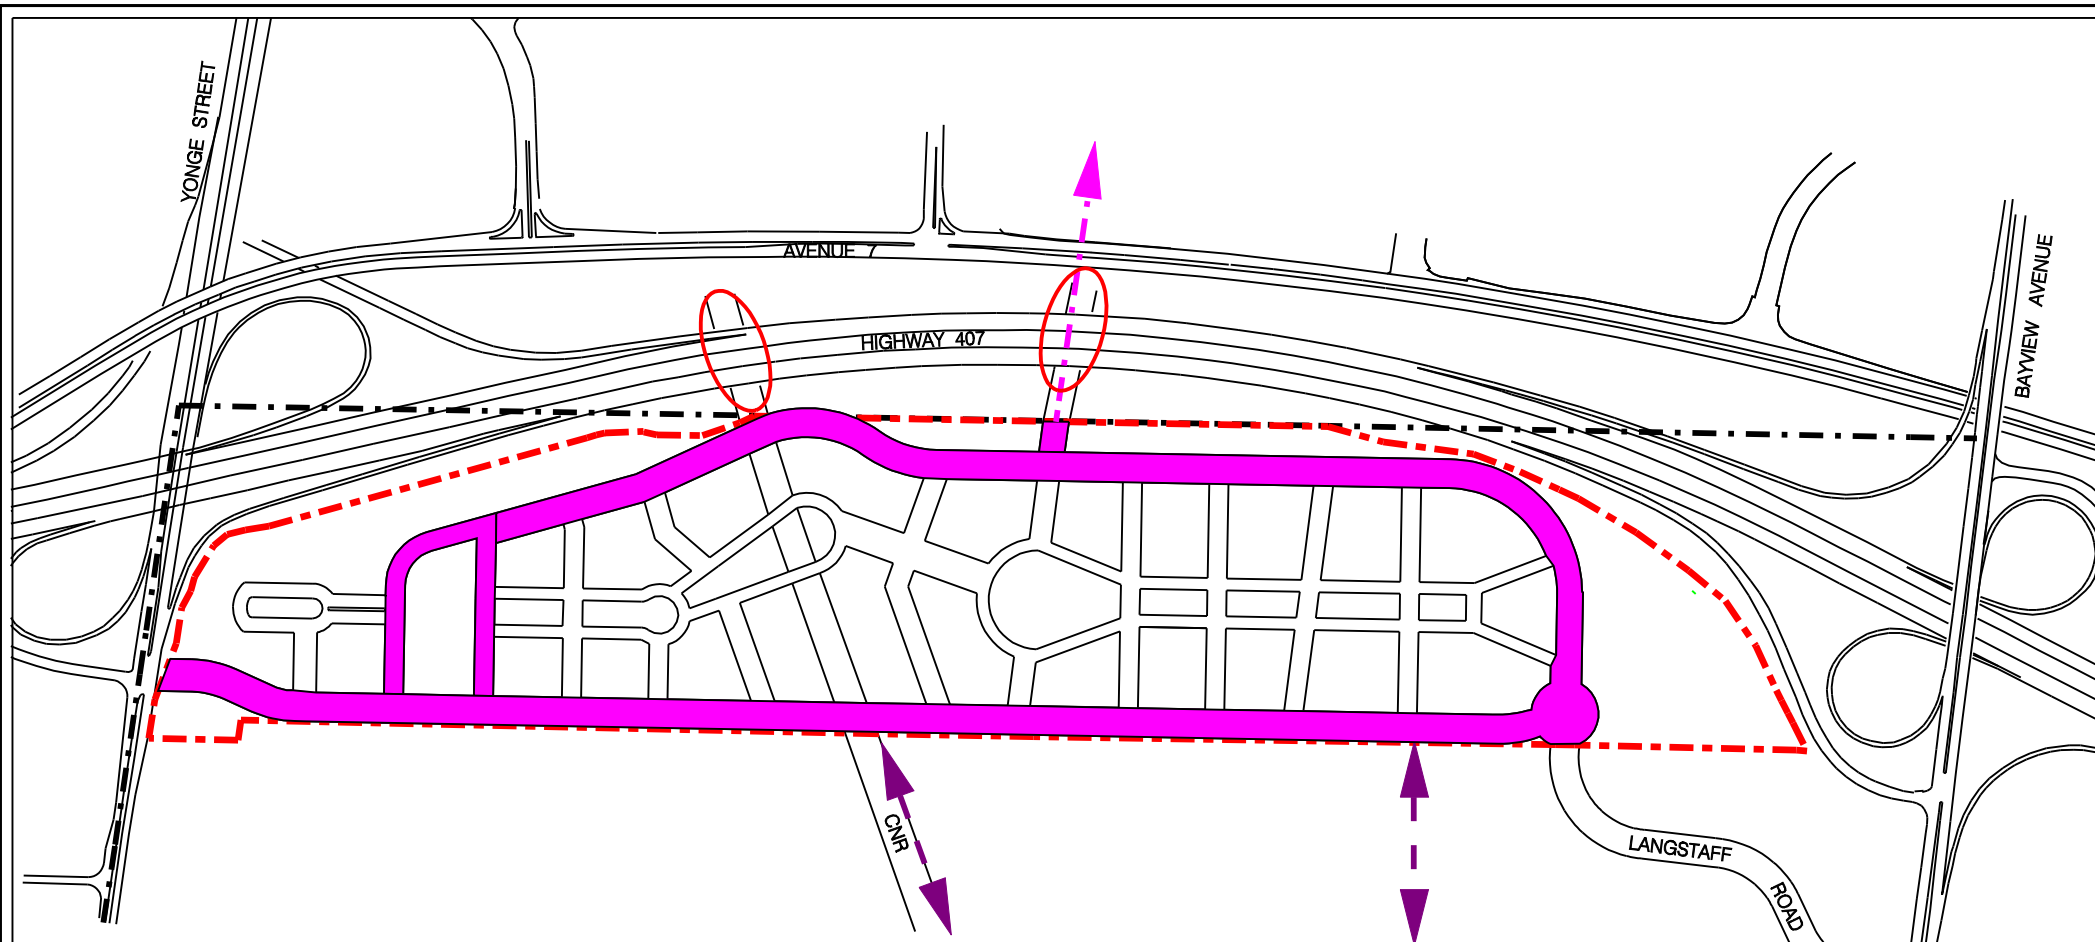 YONGE STREET
AVENUE 7
HIGHWAY 407
BAYVIEW AVENUE
CNR
LANGSTAFF
ROAD